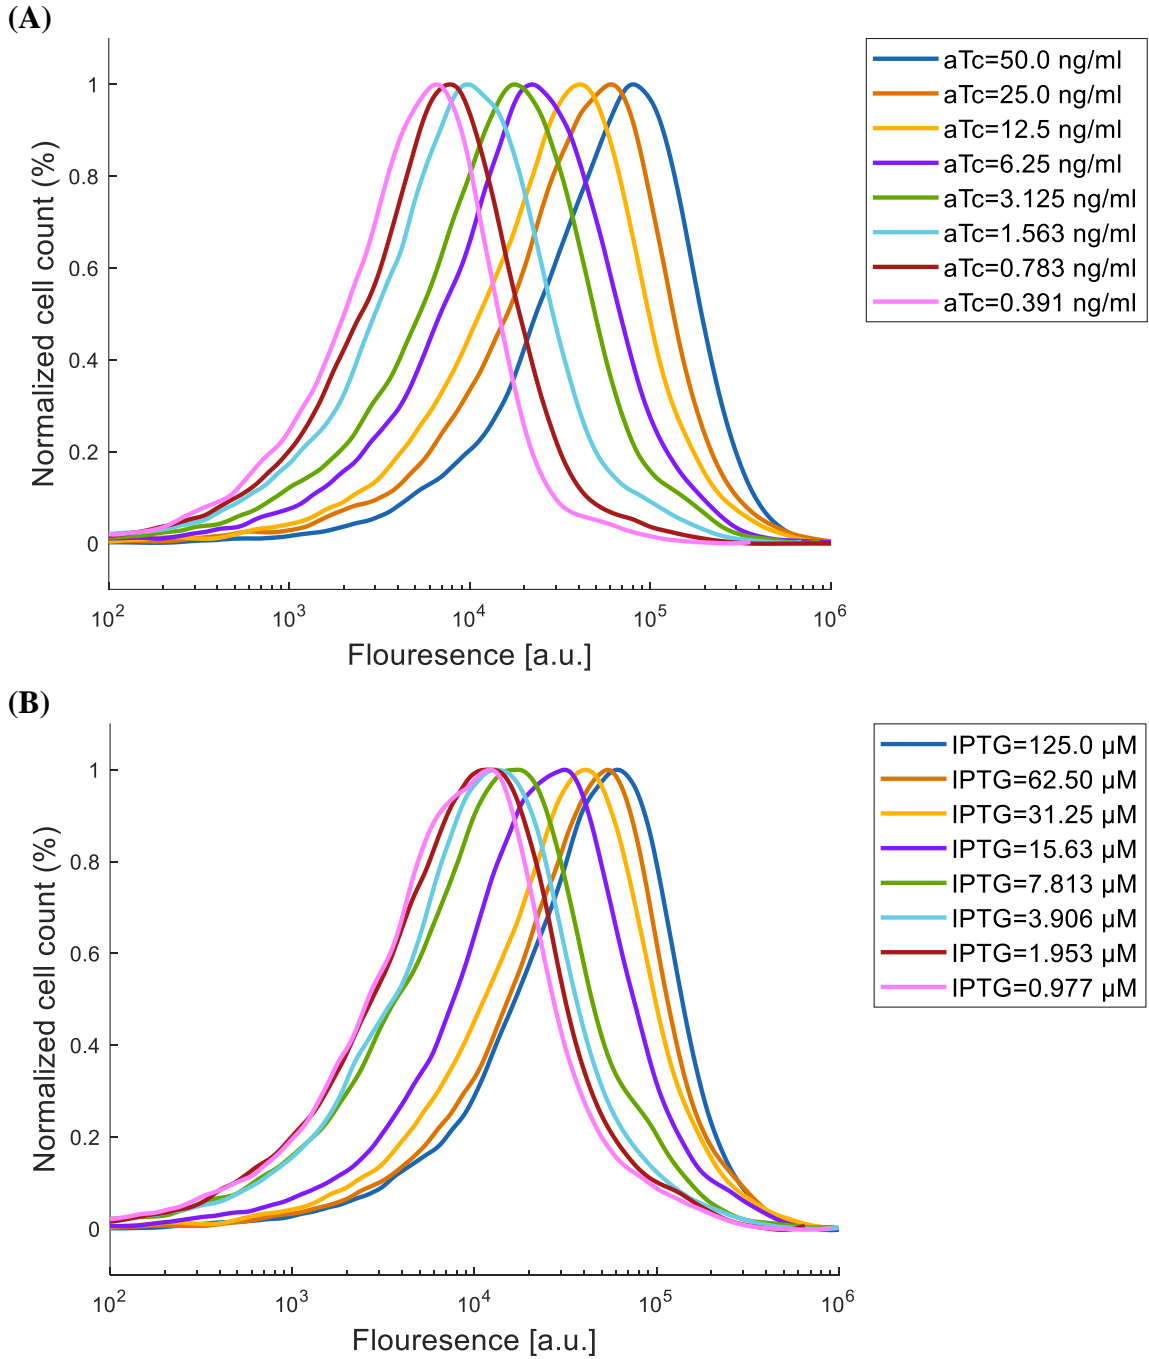 (A)
Normalized cell count (%)
1
0.8
0.6
0.4
0.2
0
10^2
10^3
10^4
10^5
10^6
Flouresence [a.u.]
aTc=50.0 ng/ml
aTc=25.0 ng/ml
aTc=12.5 ng/ml
aTc=6.25 ng/ml
aTc=3.125 ng/ml
aTc=1.563 ng/ml
aTc=0.783 ng/ml
aTc=0.391 ng/ml
(B)
Normalized cell count (%)
1
0.8
0.6
0.4
0.2
0
10^2
10^3
10^4
10^5
10^6
Flouresence [a.u.]
IPTG=125.0 µM
IPTG=62.50 µM
IPTG=31.25 µM
IPTG=15.63 µM
IPTG=7.813 µM
IPTG=3.906 µM
IPTG=1.953 µM
IPTG=0.977 µM